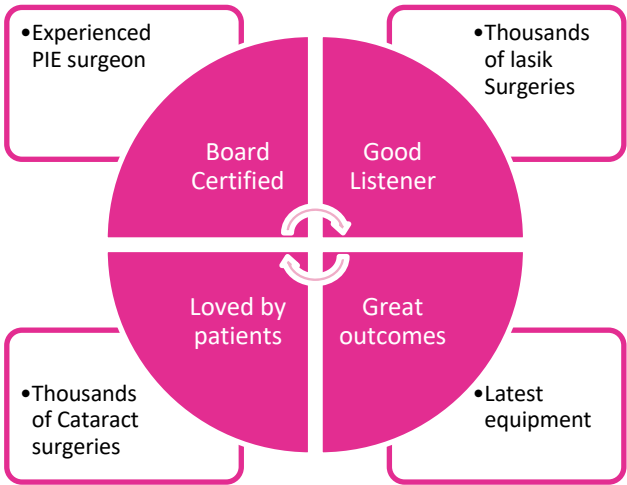 •Experienced
PIE surgeon
•Thousands
of lasik
Surgeries
Board
Certified
Good
Listener
Loved by
patients
Great
outcomes
•Thousands
of Cataract
surgeries
•Latest
equipment